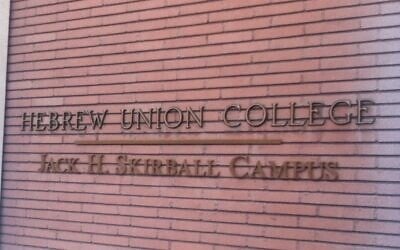 HEBREW UNION COLLEGE
JACK H. SKIRBALL CAMPUS